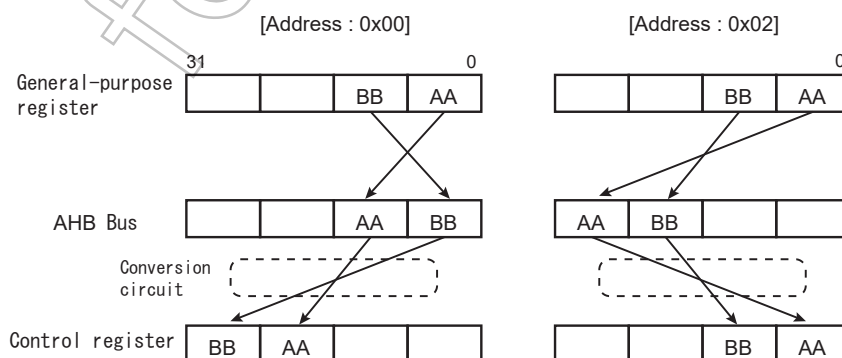 [Address : 0x00] [Address : 0x02]
31 0 0
General-purpose
register
BB AA BB AA
AHB Bus
AA BB AA BB
Conversion
circuit
Control register
BB AA BB AA